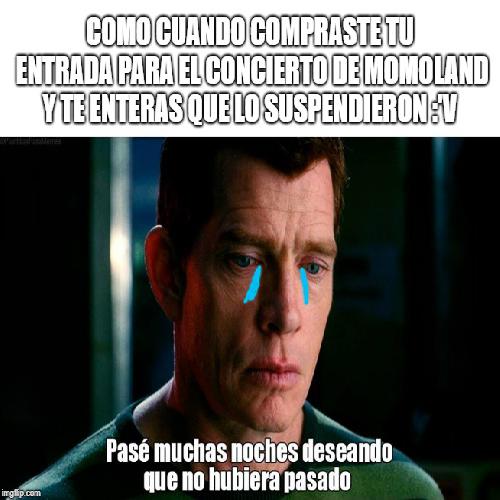 COMO CUANDO COMPRASTE TU
ENTRADA PARA EL CONCIERTO DE MOMOLAND
Y TE ENTERAS QUE LO SUSPENDIERON :'V
Pasé muchas noches deseando
que no hubiera pasado
imgflip.com